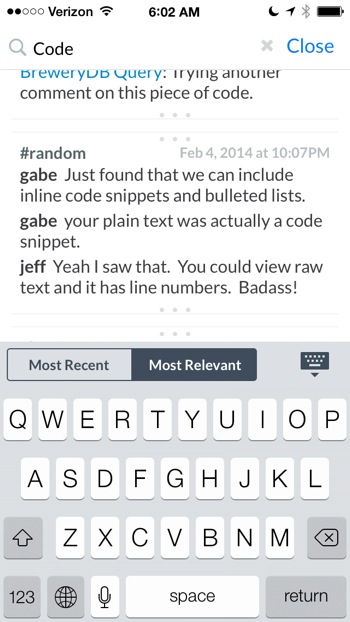 Verizon 6:02 AM
Code Close
BreweryDB Query: Trying another
comment on this piece of code.
#random Feb 4, 2014 at 10:07PM
gabe Just found that we can include
inline code snippets and bulleted lists.
gabe your plain text was actually a code
snippet.
jeff Yeah I saw that. You could view raw
text and it has line numbers. Badass!
Most Recent Most Relevant
Q W E R T Y U I O P
A S D F G H J K L
Z X C V B N M
123 space return